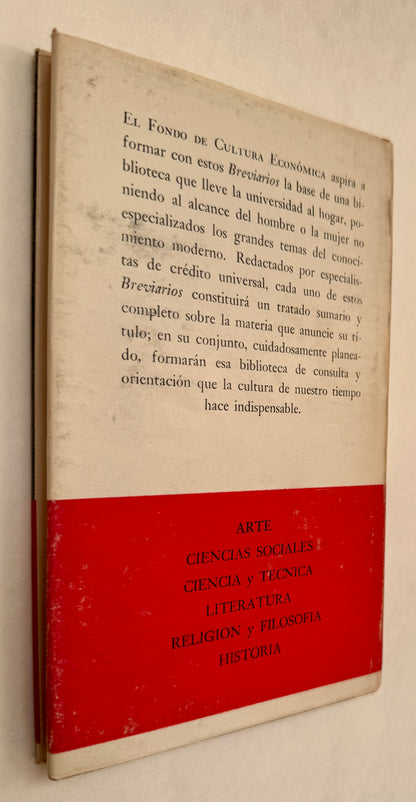 EL FONDO DE CULTURA ECONÓMICA aspira a
formar con estos Breviarios la base de una bi-
blioteca que lleve la universidad al hogar, po-
niendo al alcance del hombre o la mujer no
especializados los grandes temas del conoci-
miento moderno. Redactados por especialis-
tas de crédito universal, cada uno de estos
Breviarios constituirá un tratado sumario y
completo sobre la materia que anuncie su tí-
tulo; en su conjunto, cuidadosamente planea-
do, formarán esa biblioteca de consulta y
orientación que la cultura de nuestro tiempo
hace indispensable.
ARTE
CIENCIAS SOCIALES
CIENCIA y TECNICA
LITERATURA
RELIGION y FILOSOFIA
HISTORIA